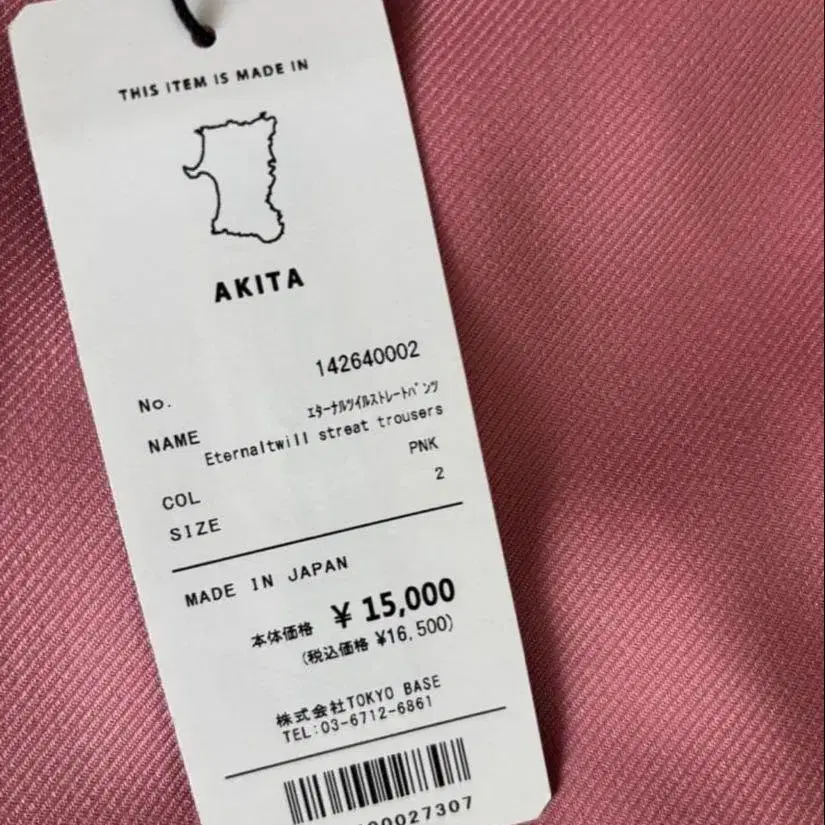 THIS ITEM IS MADE IN
AKITA
No. 142640002
NAME ｴﾀｰﾅﾙﾂｲﾙｽﾄﾚｰﾄﾊﾟﾝﾂ
Eternaltwill streat trousers
COL PNK
SIZE 2
MADE IN JAPAN
本体価格 ¥ 15,000
(税込価格 ¥16,500)
株式会社TOKYO BASE
TEL:03-6712-6861